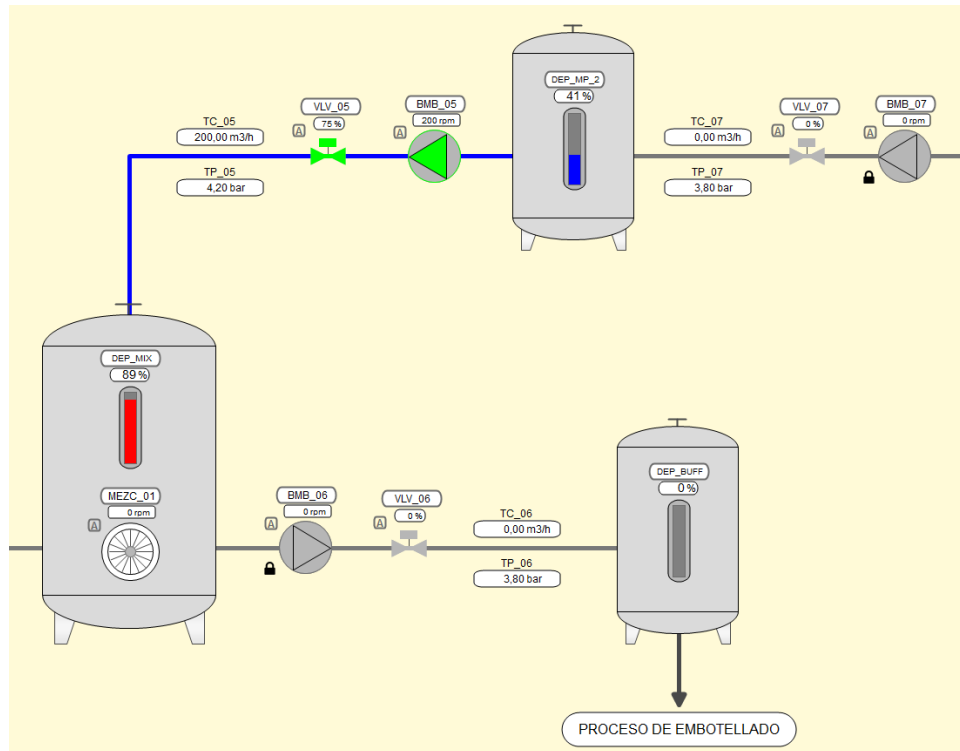 DEP_MP_2
41 %
TC_05
200,00 m3/h
VLV_05
75 %
A
BMB_05
200 rpm
A
TP_05
4,20 bar
TC_07
0,00 m3/h
VLV_07
0 %
A
BMB_07
0 rpm
A
TP_07
3,80 bar
DEP_MIX
89 %
MEZC_01
0 rpm
A
BMB_06
0 rpm
A
VLV_06
0 %
A
TC_06
0,00 m3/h
TP_06
3,80 bar
DEP_BUFF
0 %
PROCESO DE EMBOTELLADO